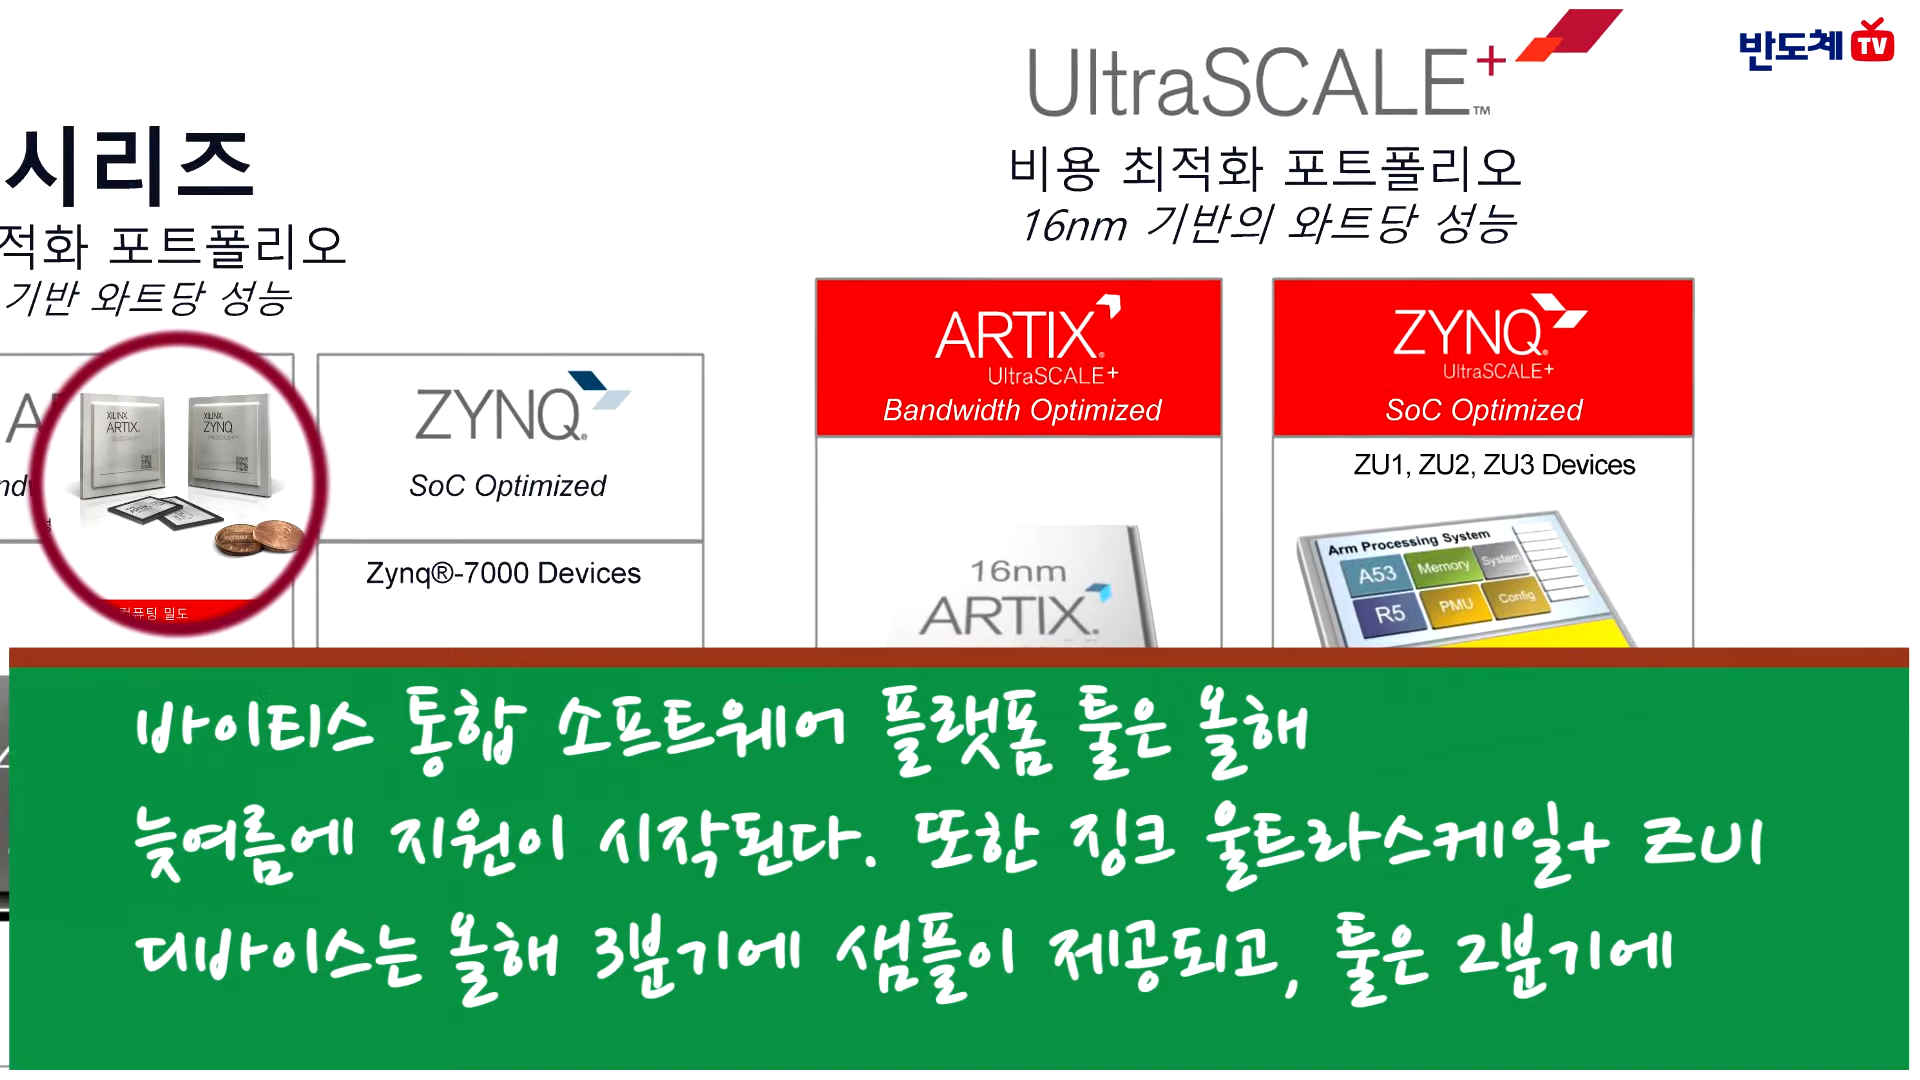 반도체 TV
UltraSCALE+™
비용 최적화 포트폴리오
16nm 기반의 와트당 성능
시리즈
적화 포트폴리오
기반 와트당 성능
XILINX
ARTIX.
XILINX
ZYNQ
컴퓨팅 밀도
ZYNQ®
SoC Optimized
Zynq®-7000 Devices
ARTIX®
UltraSCALE+
Bandwidth Optimized
16nm
ARTIX.
ZYNQ®
UltraSCALE+
SoC Optimized
ZU1, ZU2, ZU3 Devices
Arm Processing System
A53 Memory System
R5 PMU Config
바이티스 통합 소프트웨어 플랫폼 툴은 올해
늦여름에 지원이 시작된다. 또한 징크 울트라스케일+ ZU1
디바이스는 올해 3분기에 샘플이 제공되고, 툴은 2분기에